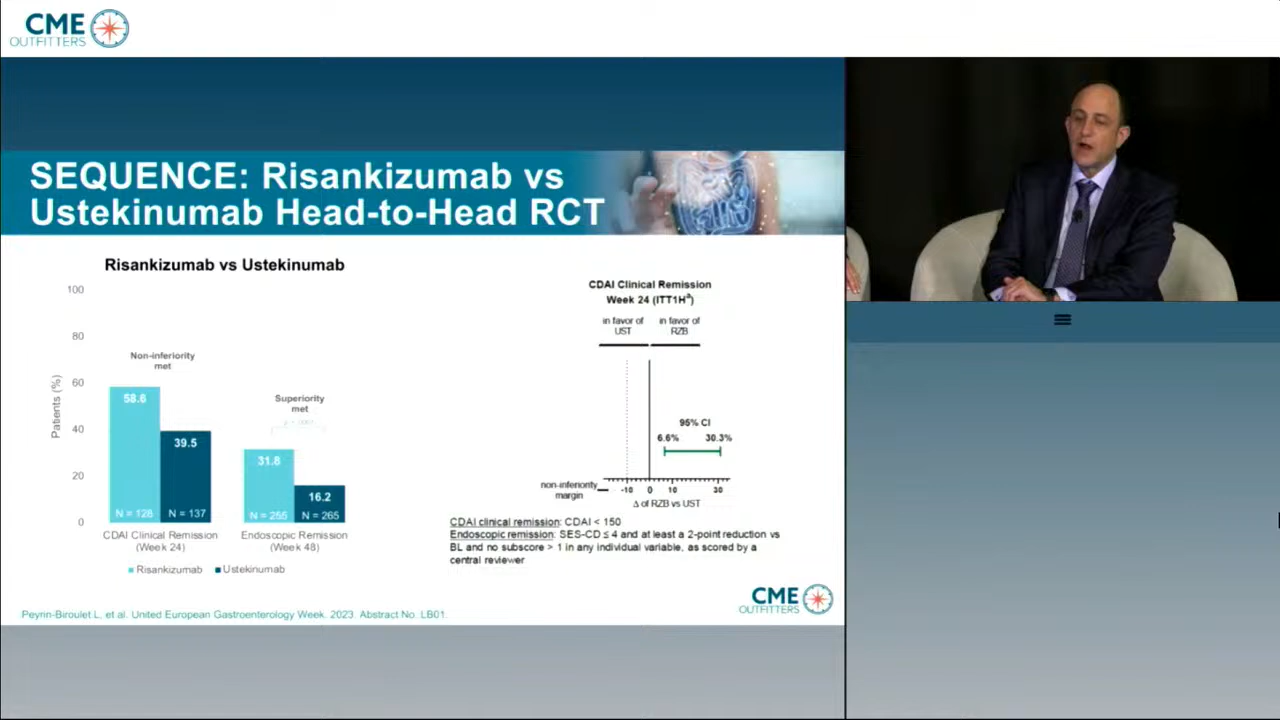 CME
OUTFITTERS
SEQUENCE: Risankizumab vs
Ustekinumab Head-to-Head RCT
Risankizumab vs Ustekinumab
Patients (%)
100
80
60
40
20
0
Non-inferiority
met
58.6
39.5
N = 128
N = 137
Superiority
met
31.8
16.2
N = 255
N = 265
CDAI Clinical Remission
(Week 24)
Endoscopic Remission
(Week 48)
Risankizumab
Ustekinumab
CDAI Clinical Remission
Week 24 (ITT1Hª)
in favor of
UST
in favor of
RZB
95% CI
6.6%
30.3%
non-inferiority
margin
-10 0 10 30
Δ of RZB vs UST
CDAI clinical remission: CDAI < 150
Endoscopic remission: SES-CD ≤ 4 and at least a 2-point reduction vs
BL and no subscore > 1 in any individual variable, as scored by a
central reviewer
CME
OUTFITTERS
Peyrin-Biroulet L, et al. United European Gastroenterology Week. 2023 Abstract No. LB01.